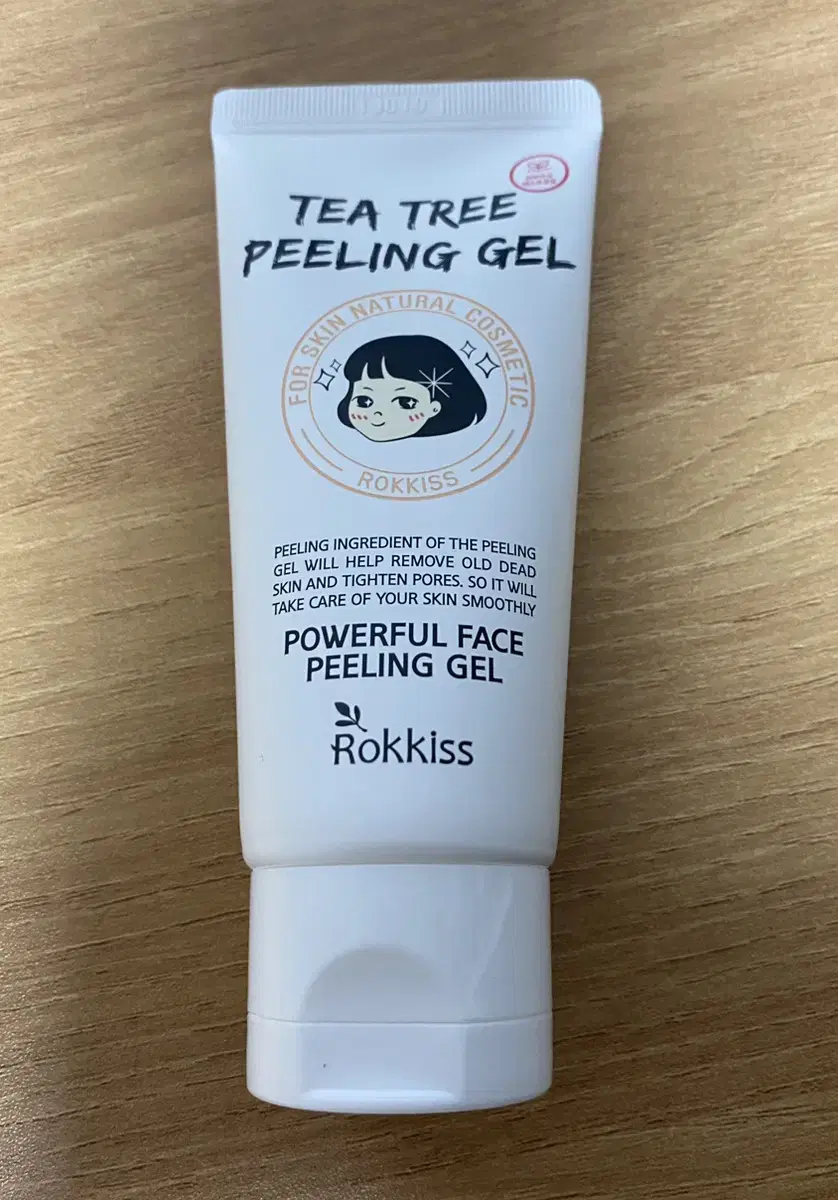 TEA TREE
PEELING GEL
FOR SKIN NATURAL COSMETIC
ROKKISS
PEELING INGREDIENT OF THE PEELING
GEL WILL HELP REMOVE OLD DEAD
SKIN AND TIGHTEN PORES. SO IT WILL
TAKE CARE OF YOUR SKIN SMOOTHLY
POWERFUL FACE
PEELING GEL
Rokkiss